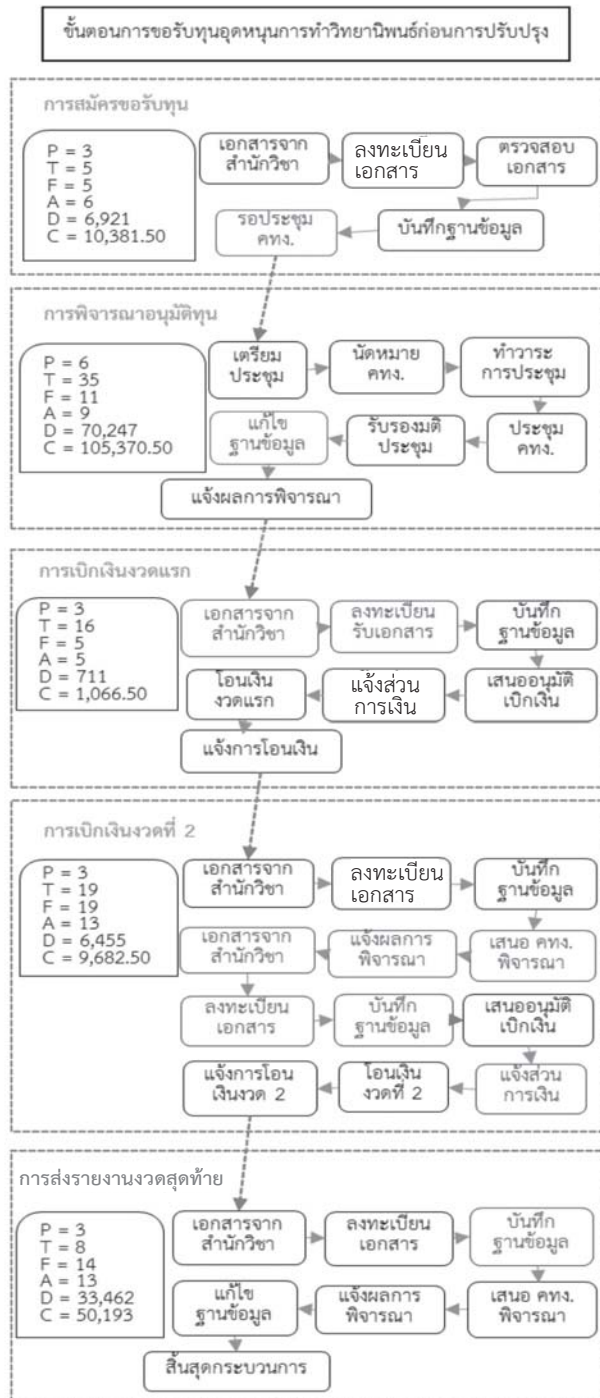 ขั้นตอนการขอรับทุนอุดหนุนการทำวิทยานิพนธ์ก่อนการปรับปรุง
การสมัครขอรับทุน
P = 3
T = 5
F = 5
A = 6
D = 6,921
C = 10,381.50
เอกสารจาก
สำนักวิชา
ลงทะเบียน
เอกสาร
ตรวจสอบ
เอกสาร
บันทึกฐานข้อมูล
รอประชุม
คทง.
การพิจารณาอนุมัติทุน
P = 6
T = 35
F = 11
A = 9
D = 70,247
C = 105,370.50
เตรียม
ประชุม
นัดหมาย
คทง.
ทำวาระ
การประชุม
ประชุม
คทง.
รับรองมติ
ประชุม
แก้ไข
ฐานข้อมูล
แจ้งผลการพิจารณา
การเบิกเงินงวดแรก
P = 3
T = 16
F = 5
A = 5
D = 711
C = 1,066.50
เอกสารจาก
สำนักวิชา
ลงทะเบียน
รับเอกสาร
บันทึก
ฐานข้อมูล
เสนออนุมัติ
เบิกเงิน
แจ้งส่วน
การเงิน
โอนเงิน
งวดแรก
แจ้งการโอนเงิน
การเบิกเงินงวดที่ 2
P = 3
T = 19
F = 19
A = 13
D = 6,455
C = 9,682.50
เอกสารจาก
สำนักวิชา
ลงทะเบียน
เอกสาร
บันทึก
ฐานข้อมูล
เสนอ คทง.
พิจารณา
แจ้งผลการ
พิจารณา
เอกสารจาก
สำนักวิชา
ลงทะเบียน
เอกสาร
บันทึก
ฐานข้อมูล
เสนออนุมัติ
เบิกเงิน
แจ้งส่วน
การเงิน
โอนเงิน
งวดที่ 2
แจ้งการโอน
เงินงวด 2
การส่งรายงานงวดสุดท้าย
P = 3
T = 8
F = 14
A = 13
D = 33,462
C = 50,193
เอกสารจาก
สำนักวิชา
ลงทะเบียน
เอกสาร
บันทึก
ฐานข้อมูล
เสนอ คทง.
พิจารณา
แจ้งผลการ
พิจารณา
แก้ไข
ฐานข้อมูล
สิ้นสุดกระบวนการ